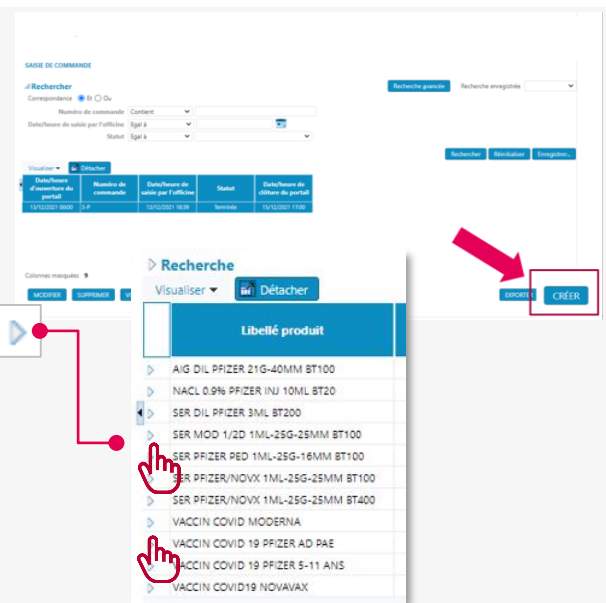 SAISIE DE COMMANDE
Rechercher
Recherche avancée Recherche enregistrée
Correspondance Et Ou
Numéro de commande Contient
Date/heure de saisie par l'officine Egal à
Statut Egal à
Rechercher Réinitialiser Enregistrer...
Visualiser Détacher
Date/heure d'ouverture du portail Numéro de commande Date/heure de saisie par l'officine Statut Date/heure de clôture du portail
13/12/2021 00:00 3-P 13/12/2021 18:39 Terminée 15/12/2021 17:00
Colonnes masquées 9
MODIFIER SUPPRIMER EXPORTER CRÉER
Recherche
Visualiser Détacher
Libellé produit
AIG DIL PFIZER 21G-40MM BT100
NACL 0.9% PFIZER INJ 10ML BT20
SER DIL PFIZER 3ML BT200
SER MOD 1/2D 1ML-25G-25MM BT100
SER PFIZER PED 1ML-25G-16MM BT100
SER PFIZER/NOVX 1ML-25G-25MM BT100
SER PFIZER/NOVX 1ML-25G-25MM BT400
VACCIN COVID MODERNA
VACCIN COVID 19 PFIZER AD PAE
VACCIN COVID 19 PFIZER 5-11 ANS
VACCIN COVID19 NOVAVAX